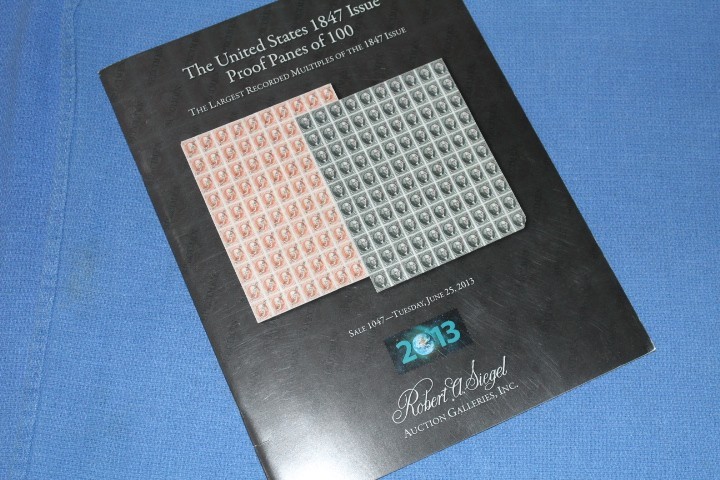 The United States 1847 Issue
Proof Panes of 100
The Largest Recorded Multiples of the 1847 Issue
Sale 1047—Tuesday, June 25, 2013
2013
Robert A. Siegel
Auction Galleries, Inc.